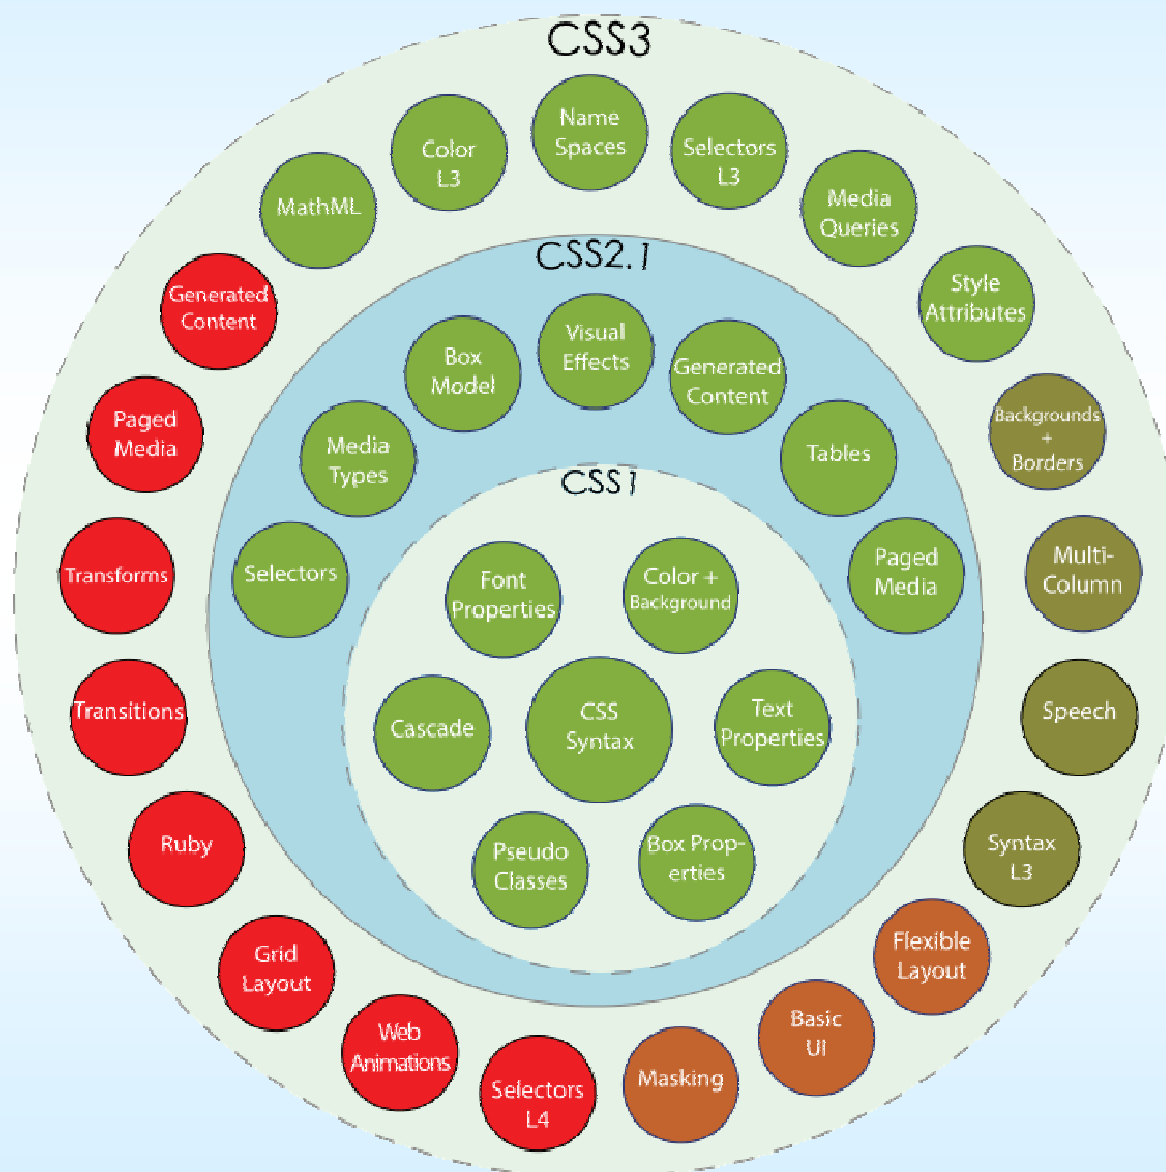 CSS3
Name
Spaces
Color
L3
Selectors
L3
MathML
Media
Queries
Generated
Content
Style
Attributes
Paged
Media
Backgrounds
+
Borders
Transforms
Multi-
Column
Transitions
Speech
Ruby
Syntax
L3
Grid
Layout
Flexible
Layout
Web
Animations
Basic
UI
Selectors
L4
Masking
CSS2.1
Visual
Effects
Box
Model
Generated
Content
Media
Types
Tables
Selectors
Paged
Media
CSS1
Font
Properties
Color +
Background
Cascade
CSS
Syntax
Text
Properties
Pseudo
Classes
Box Prop-
erties